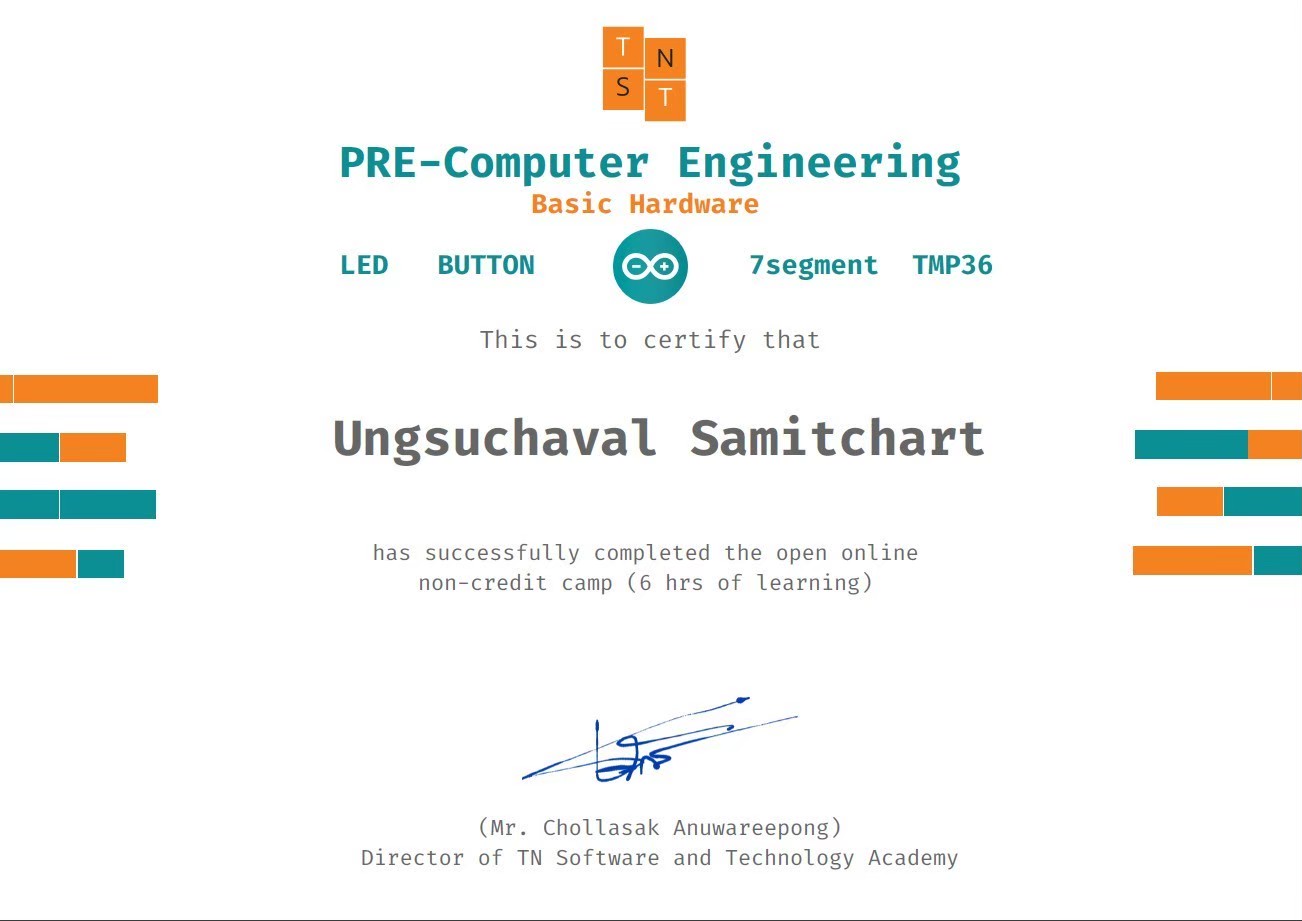 T N
S T
PRE-Computer Engineering
Basic Hardware
LED BUTTON 7segment TMP36
This is to certify that
Ungsuchaval Samitchart
has successfully completed the open online
non-credit camp (6 hrs of learning)
(Mr. Chollasak Anuwareepong)
Director of TN Software and Technology Academy